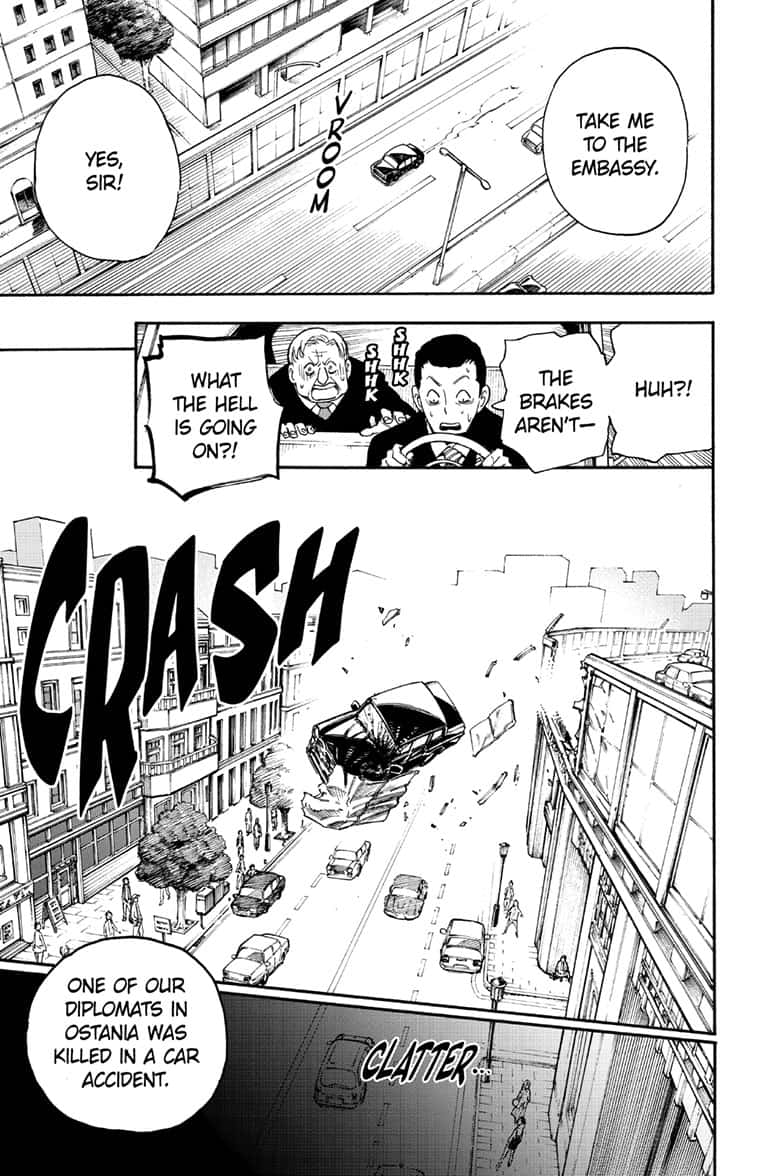 TAKE ME
TO THE
EMBASSY.
VROOM
YES,
SIR!
HUH?!
THE
BRAKES
AREN'T—
SHHK
SHHK
WHAT
THE HELL
IS GOING
ON?!
CRASH
CLATTER...
ONE OF OUR
DIPLOMATS IN
OSTANIA WAS
KILLED IN A CAR
ACCIDENT.